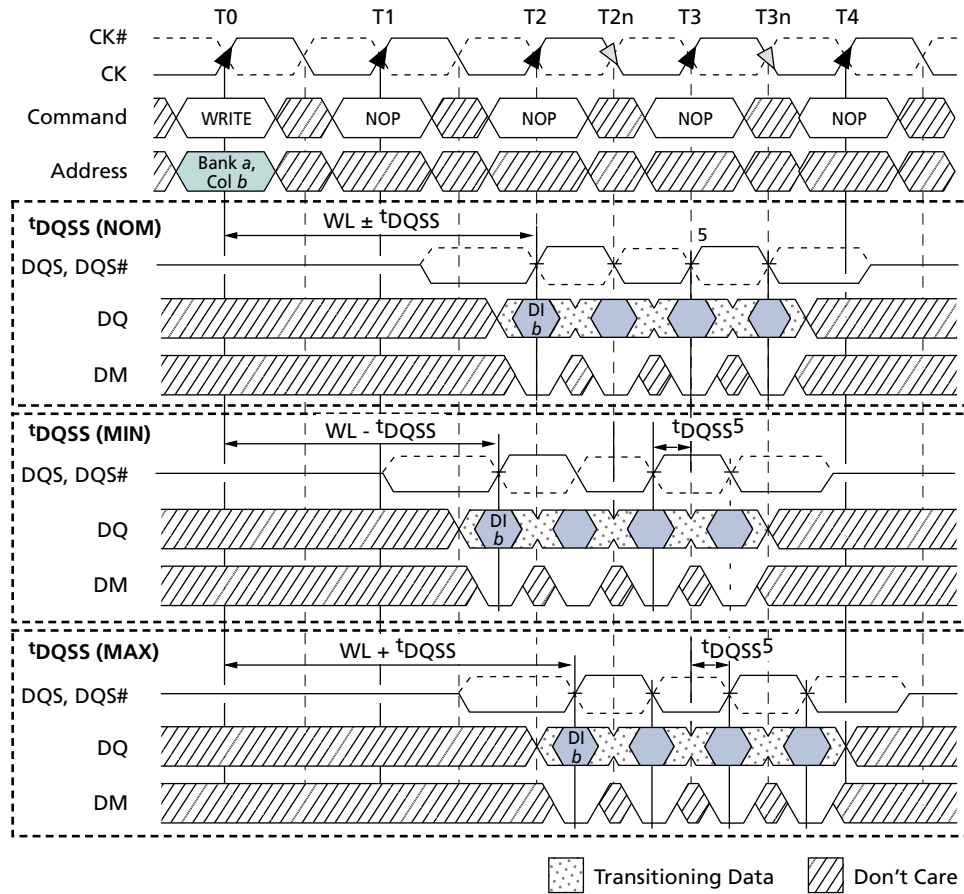 T0 T1 T2 T2n T3 T3n T4
CK#
CK
Command WRITE NOP NOP NOP NOP
Address Bank a,
Col b
tDQSS (NOM) WL ± tDQSS
5
DQS, DQS#
DQ DI
b
DM
tDQSS (MIN) WL - tDQSS tDQSS5
DQS, DQS#
DQ DI
b
DM
tDQSS (MAX) WL + tDQSS tDQSS5
DQS, DQS#
DQ DI
b
DM
Transitioning Data Don't Care